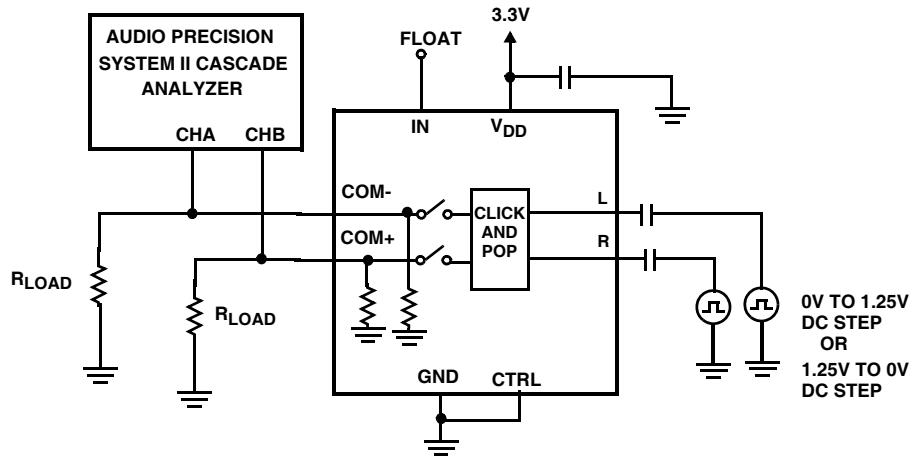 AUDIO PRECISION
SYSTEM II CASCADE
ANALYZER
CHA CHB
FLOAT
3.3V
IN
VDD
COM-
COM+
CLICK
AND
POP
L
R
RLOAD
RLOAD
0V TO 1.25V
DC STEP
OR
1.25V TO 0V
DC STEP
GND
CTRL